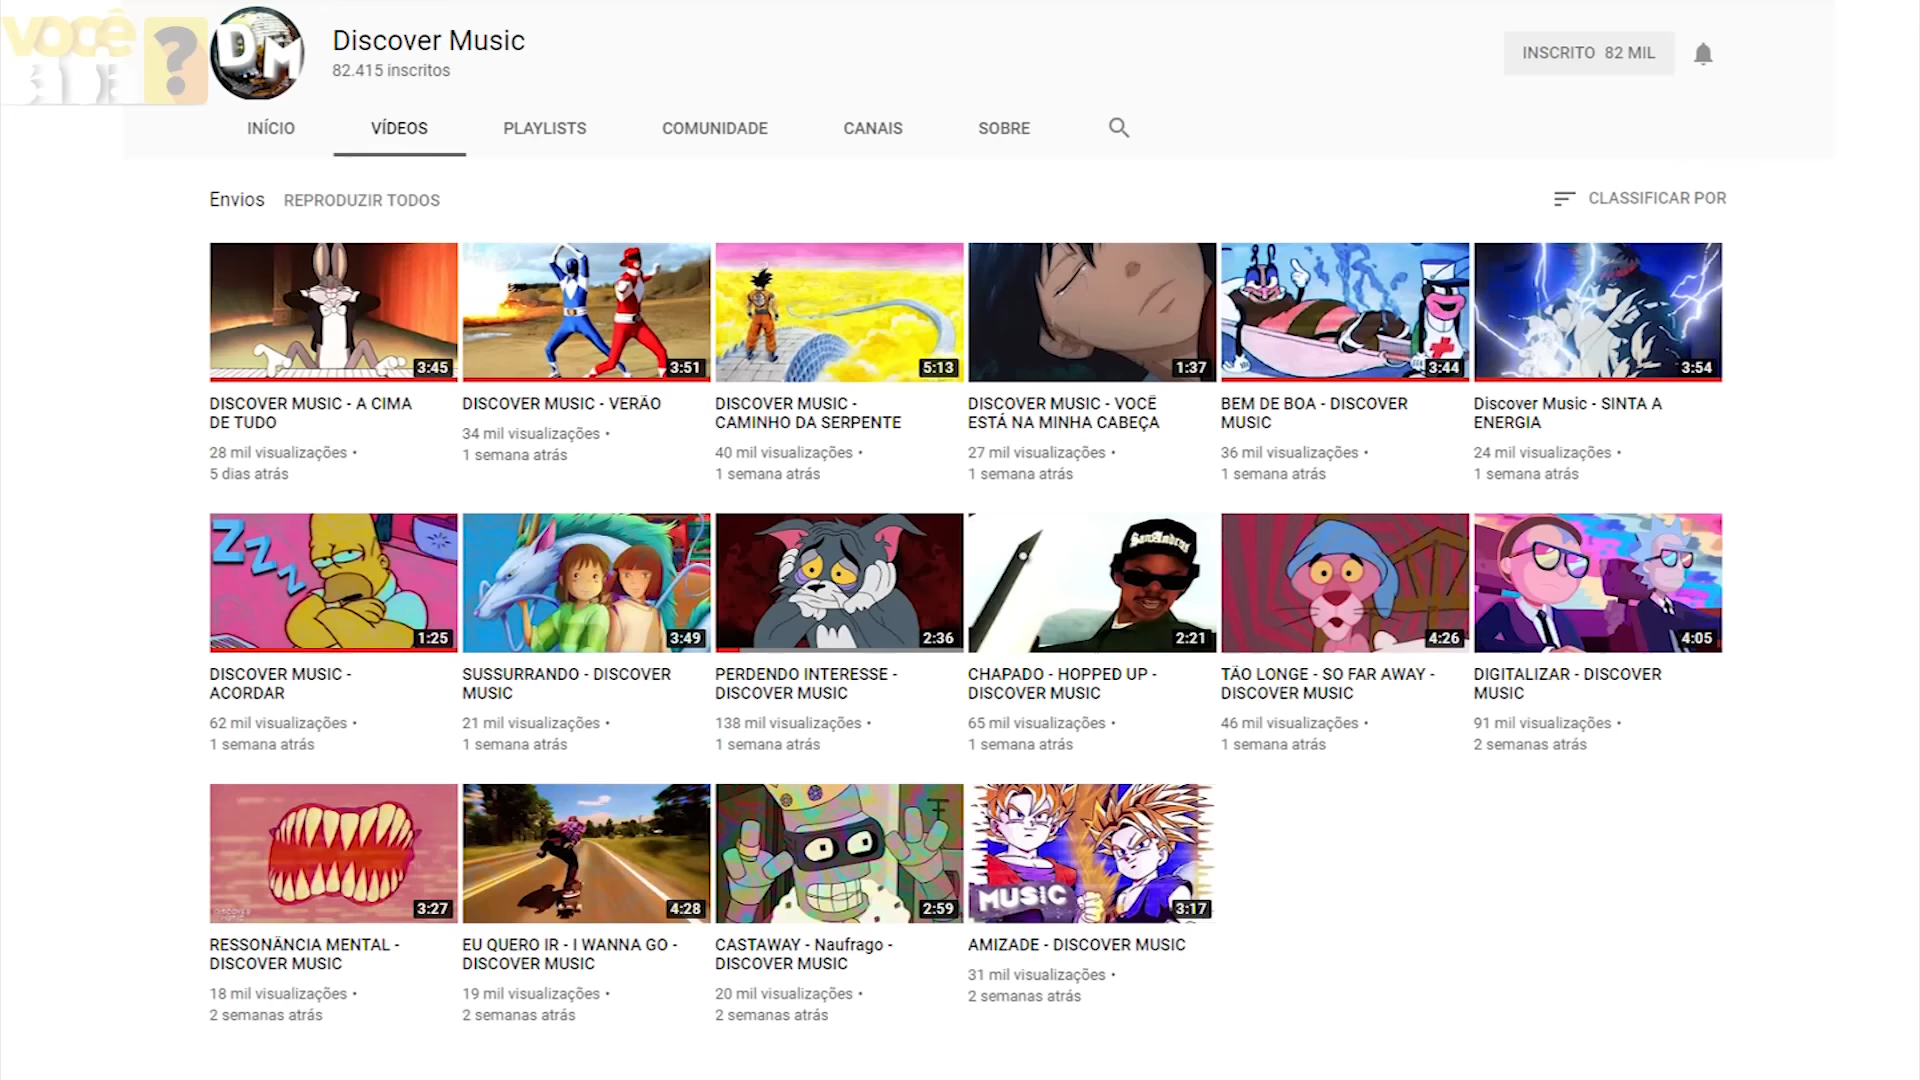 você
sabia?
DM
Discover Music
82.415 inscritos
INSCRITO 82 MIL
INÍCIO VÍDEOS PLAYLISTS COMUNIDADE CANAIS SOBRE
Envios REPRODUZIR TODOS
CLASSIFICAR POR
3:45 3:51 5:13 1:37 3:44 3:54
DISCOVER MUSIC - A CIMA
DE TUDO
28 mil visualizações •
5 dias atrás
DISCOVER MUSIC - VERÃO
34 mil visualizações •
1 semana atrás
DISCOVER MUSIC -
CAMINHO DA SERPENTE
40 mil visualizações •
1 semana atrás
DISCOVER MUSIC - VOCÊ
ESTÁ NA MINHA CABEÇA
27 mil visualizações •
1 semana atrás
BEM DE BOA - DISCOVER
MUSIC
36 mil visualizações •
1 semana atrás
Discover Music - SINTA A
ENERGIA
24 mil visualizações •
1 semana atrás
Zzz
SanAndreas
1:25 3:49 2:36 2:21 4:26 4:05
DISCOVER MUSIC -
ACORDAR
62 mil visualizações •
1 semana atrás
SUSSURRANDO - DISCOVER
MUSIC
21 mil visualizações •
1 semana atrás
PERDENDO INTERESSE -
DISCOVER MUSIC
138 mil visualizações •
1 semana atrás
CHAPADO - HOPPED UP -
DISCOVER MUSIC
65 mil visualizações •
1 semana atrás
TÃO LONGE - SO FAR AWAY -
DISCOVER MUSIC
46 mil visualizações •
1 semana atrás
DIGITALIZAR - DISCOVER
MUSIC
91 mil visualizações •
2 semanas atrás
MUSIC
DISCOVER
MUSIC
3:27 4:28 2:59 3:17
RESSONÂNCIA MENTAL -
DISCOVER MUSIC
18 mil visualizações •
2 semanas atrás
EU QUERO IR - I WANNA GO -
DISCOVER MUSIC
19 mil visualizações •
2 semanas atrás
CASTAWAY - Naufrago -
DISCOVER MUSIC
20 mil visualizações •
2 semanas atrás
AMIZADE - DISCOVER MUSIC
31 mil visualizações •
2 semanas atrás